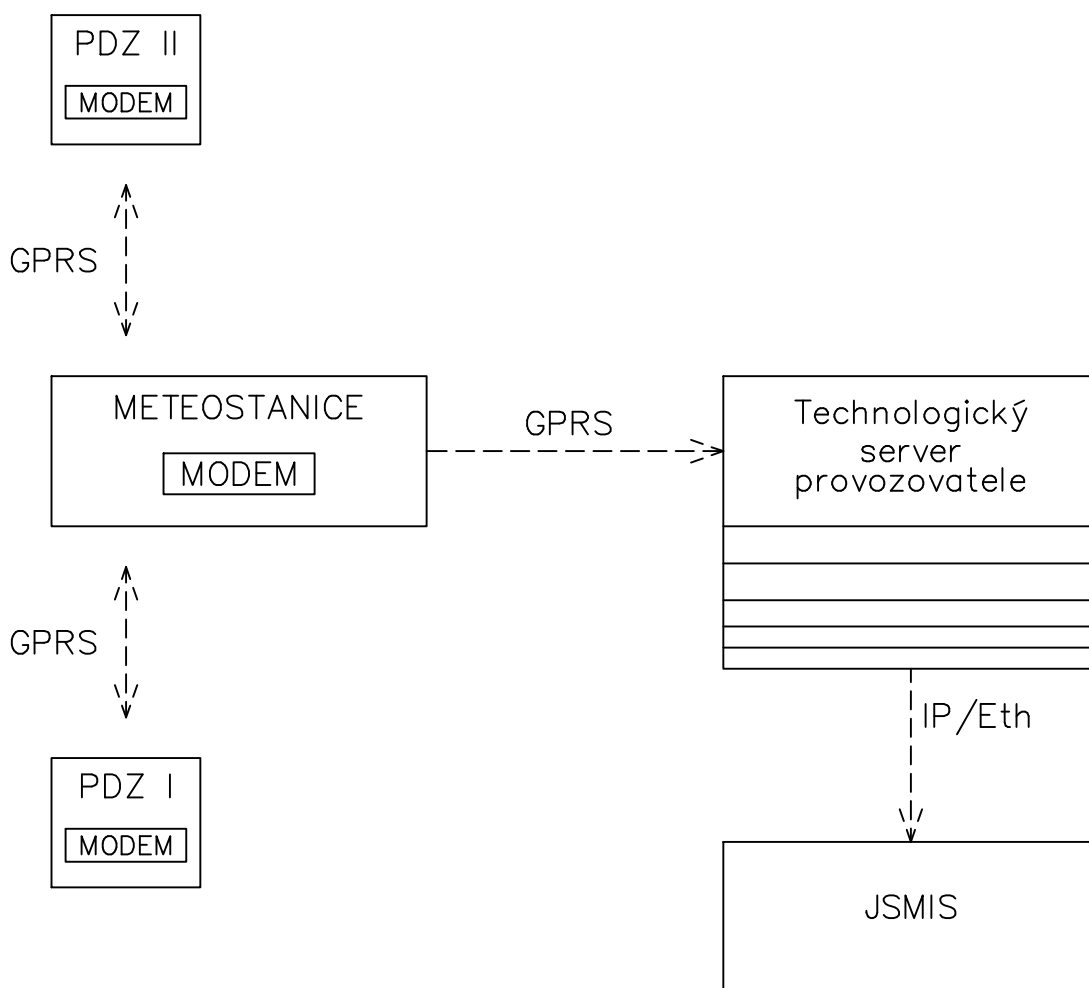 PDZ II
MODEM
GPRS
METEOSTANICE
MODEM
GPRS
Technologický
server
provozovatele
GPRS
IP/Eth
PDZ I
MODEM
JSMIS